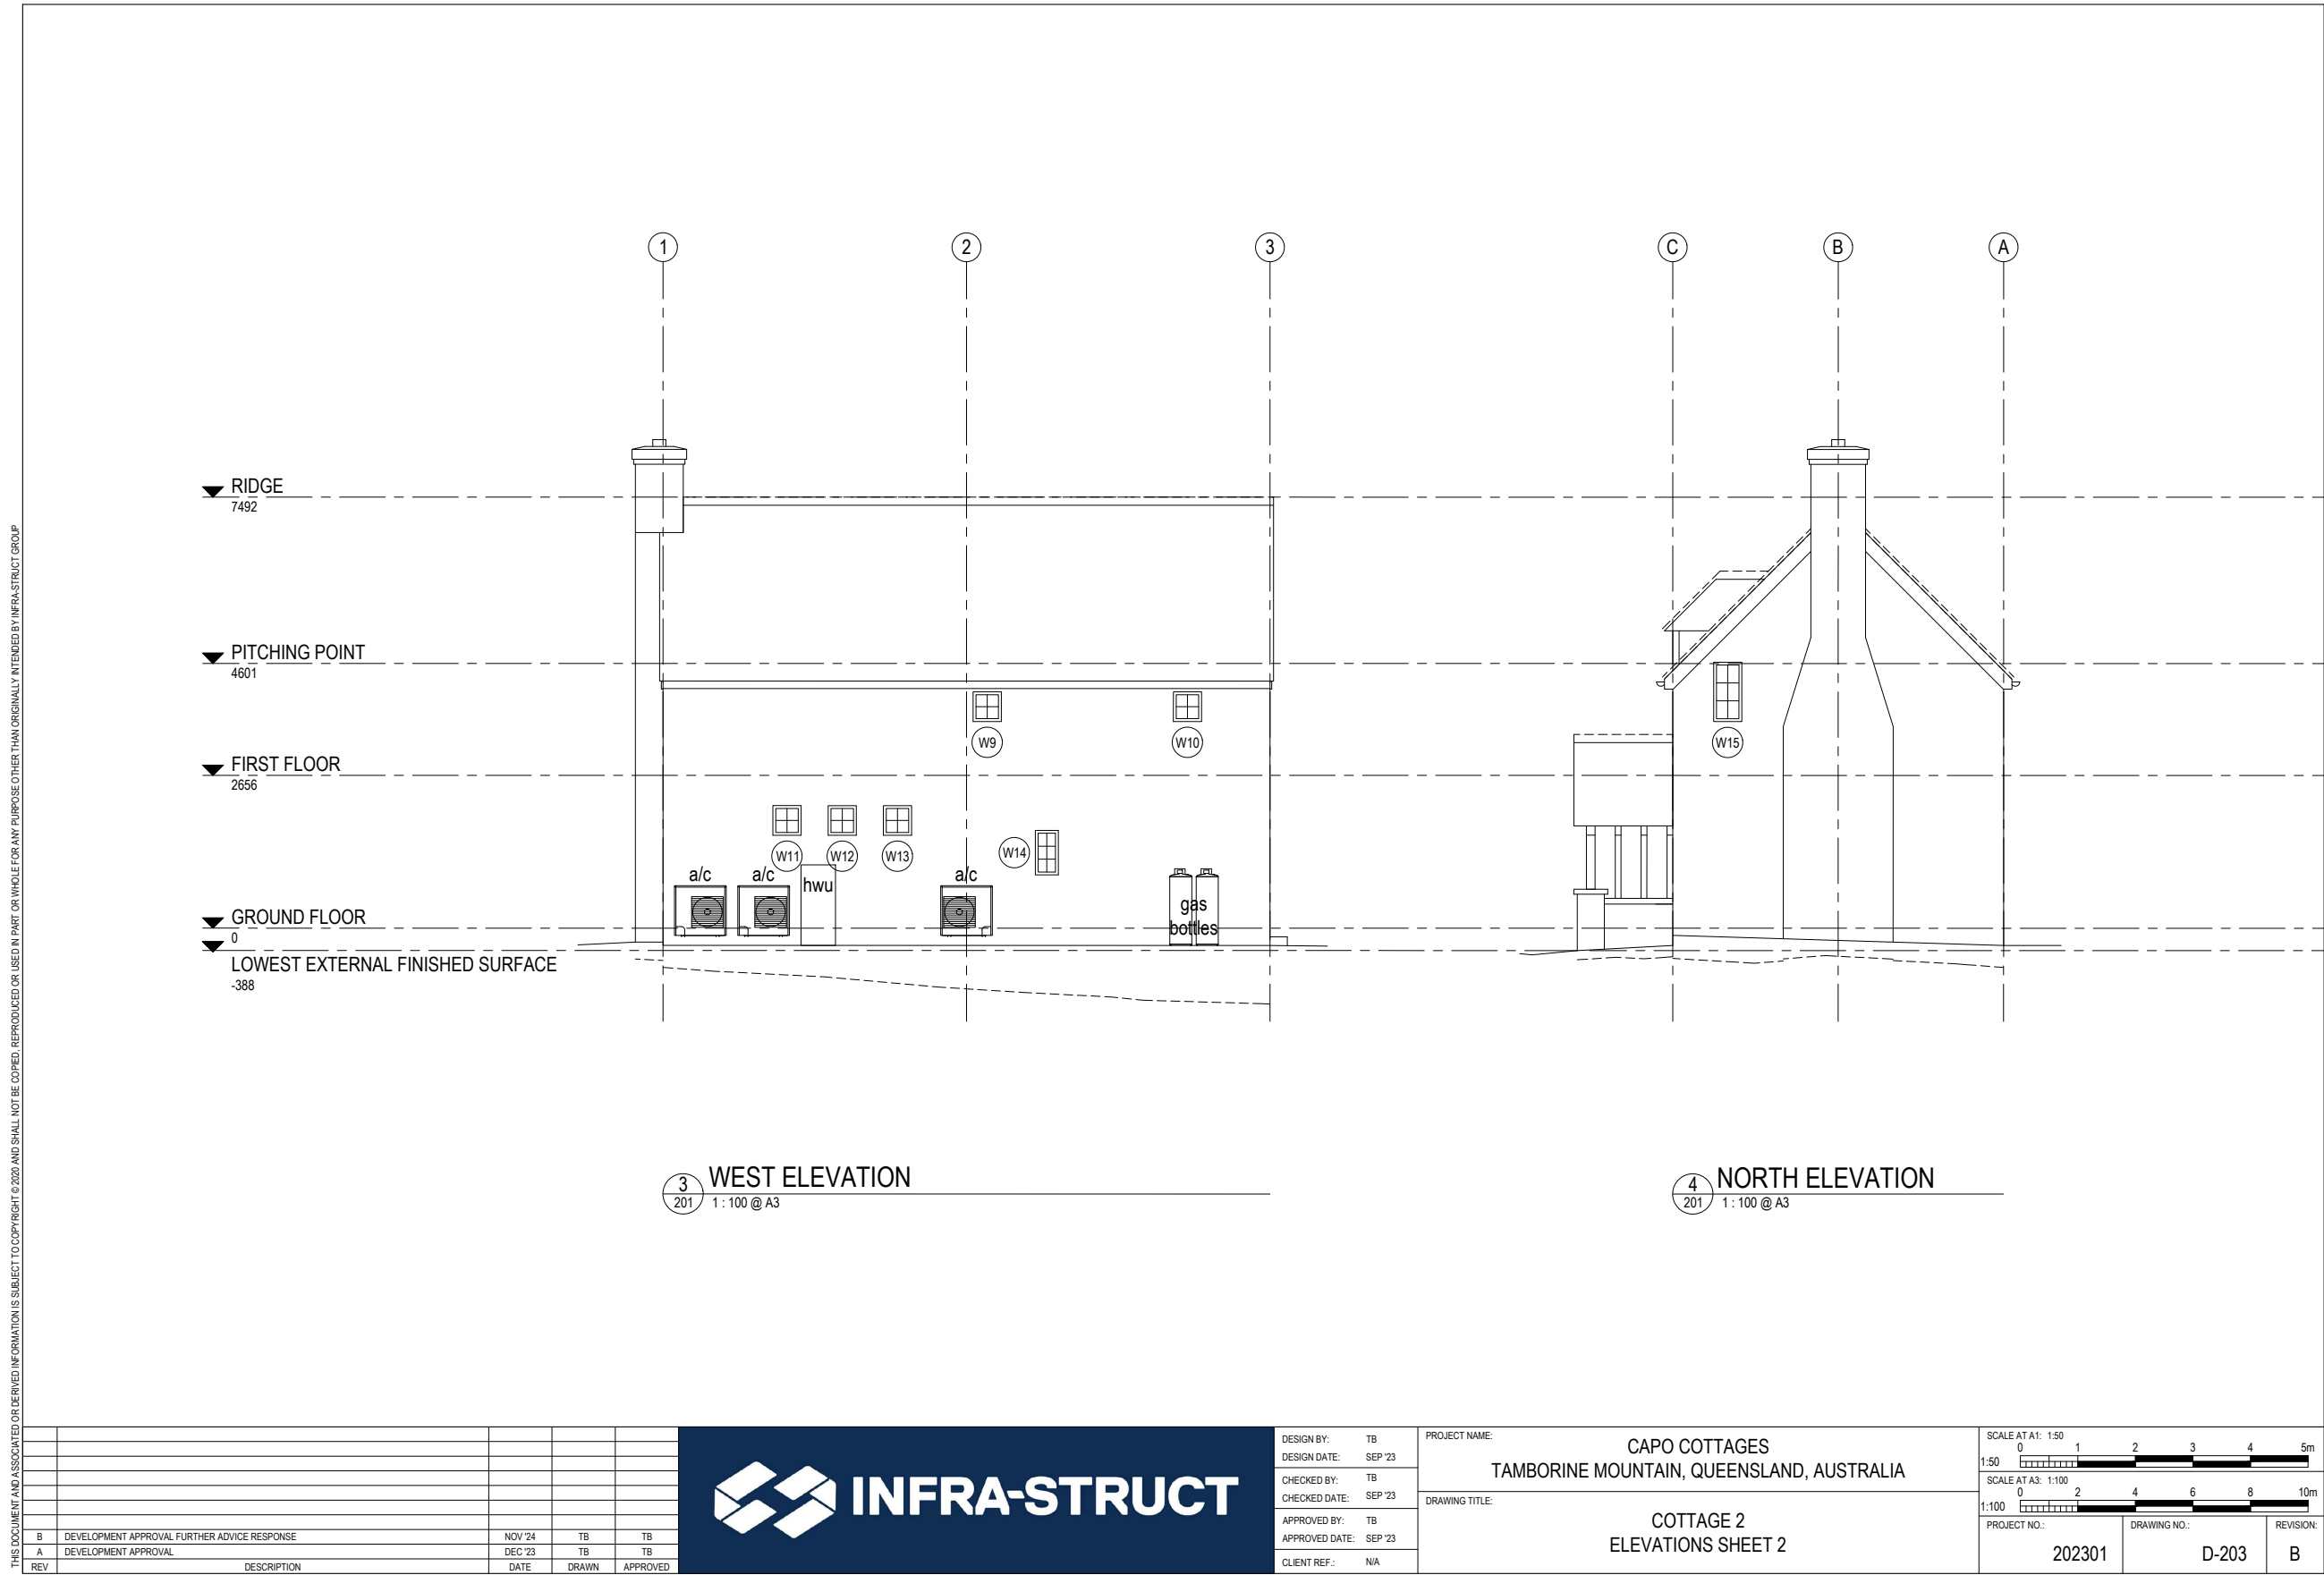 THIS DOCUMENT AND ASSOCIATED OR DERIVED INFORMATION IS SUBJECT TO COPYRIGHT © 2020 AND SHALL NOT BE COPIED, REPRODUCED OR USED IN PART OR WHOLE FOR ANY PURPOSE OTHER THAN ORIGINALLY INTENDED BY INFRA-STRUCT GROUP
1
2
3
C
B
A
RIDGE
7492
PITCHING POINT
4601
FIRST FLOOR
2656
GROUND FLOOR
0
LOWEST EXTERNAL FINISHED SURFACE
-388
W9
W10
W15
W11
W12
W13
W14
a/c
a/c
hwu
a/c
gas
bottles
3
201
WEST ELEVATION
1 : 100 @ A3
4
201
NORTH ELEVATION
1 : 100 @ A3
B DEVELOPMENT APPROVAL FURTHER ADVICE RESPONSE NOV '24 TB TB
A DEVELOPMENT APPROVAL DEC '23 TB TB
REV DESCRIPTION DATE DRAWN APPROVED
INFRA-STRUCT
DESIGN BY: TB
DESIGN DATE: SEP '23
CHECKED BY: TB
CHECKED DATE: SEP '23
APPROVED BY: TB
APPROVED DATE: SEP '23
CLIENT REF.: N/A
PROJECT NAME:
CAPO COTTAGES
TAMBORINE MOUNTAIN, QUEENSLAND, AUSTRALIA
DRAWING TITLE:
COTTAGE 2
ELEVATIONS SHEET 2
SCALE AT A1: 1:50
0 1 2 3 4 5m
1:50
SCALE AT A3: 1:100
0 2 4 6 8 10m
1:100
PROJECT NO.:
202301
DRAWING NO.:
D-203
REVISION:
B